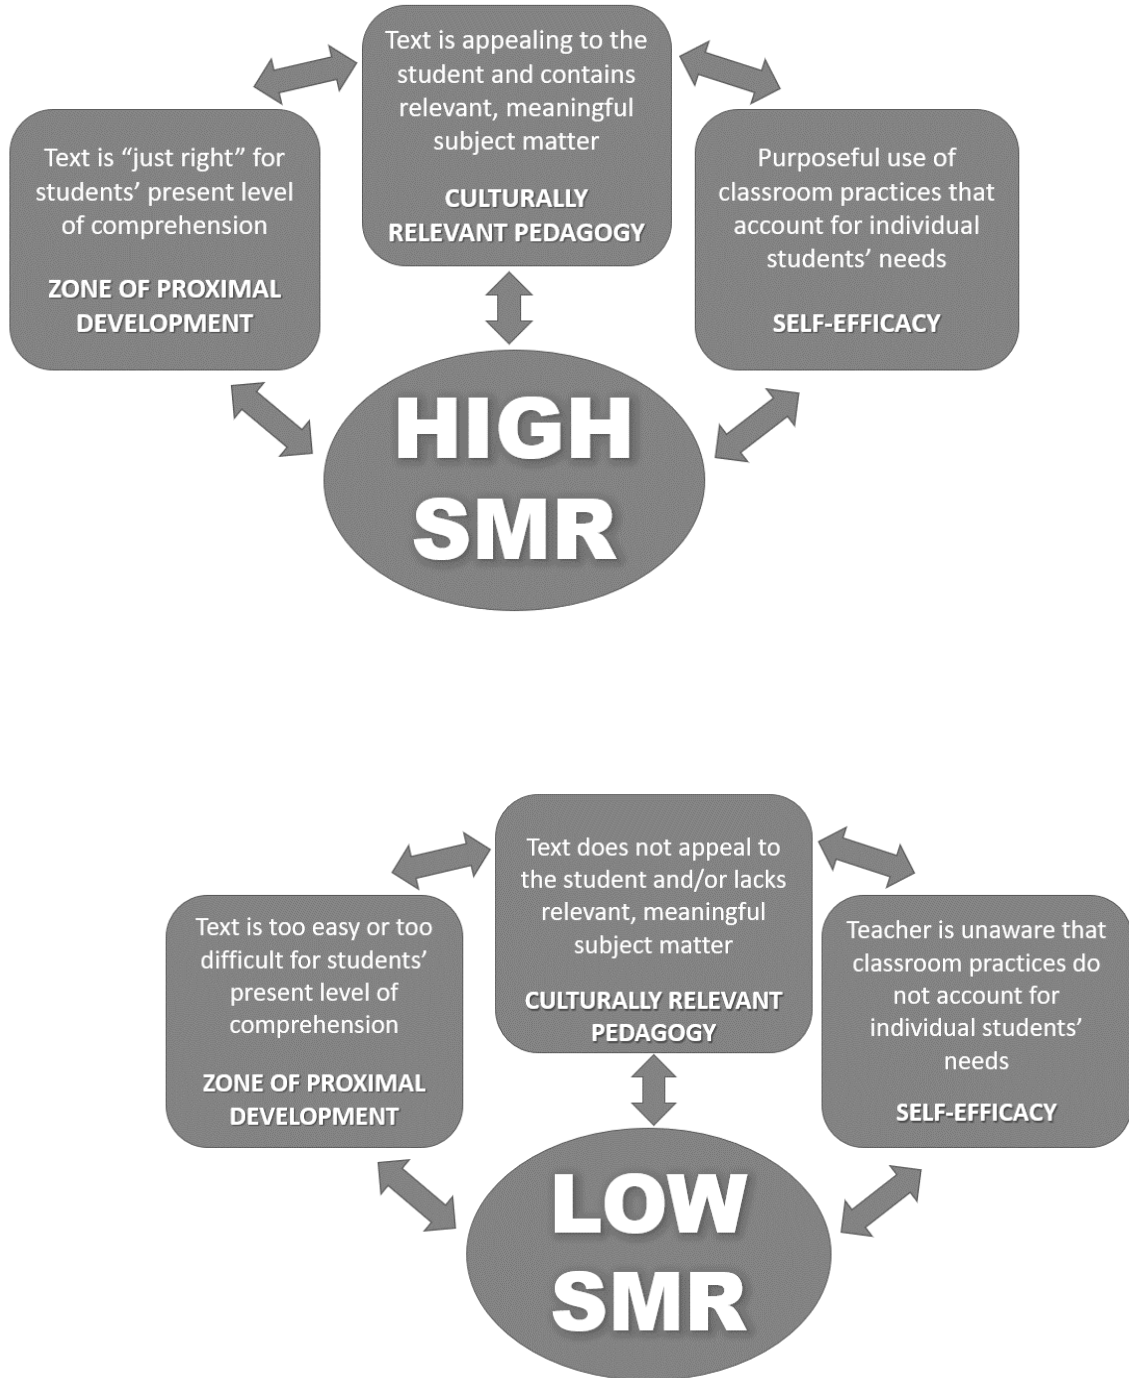 Text is “just right” for
students’ present level
of comprehension
ZONE OF PROXIMAL
DEVELOPMENT
Text is appealing to the
student and contains
relevant, meaningful
subject matter
CULTURALLY
RELEVANT PEDAGOGY
Purposeful use of
classroom practices that
account for individual
students’ needs
SELF-EFFICACY
HIGH
SMR
Text is too easy or too
difficult for students’
present level of
comprehension
ZONE OF PROXIMAL
DEVELOPMENT
Text does not appeal to
the student and/or lacks
relevant, meaningful
subject matter
CULTURALLY RELEVANT
PEDAGOGY
Teacher is unaware that
classroom practices do
not account for
individual students’
needs
SELF-EFFICACY
LOW
SMR